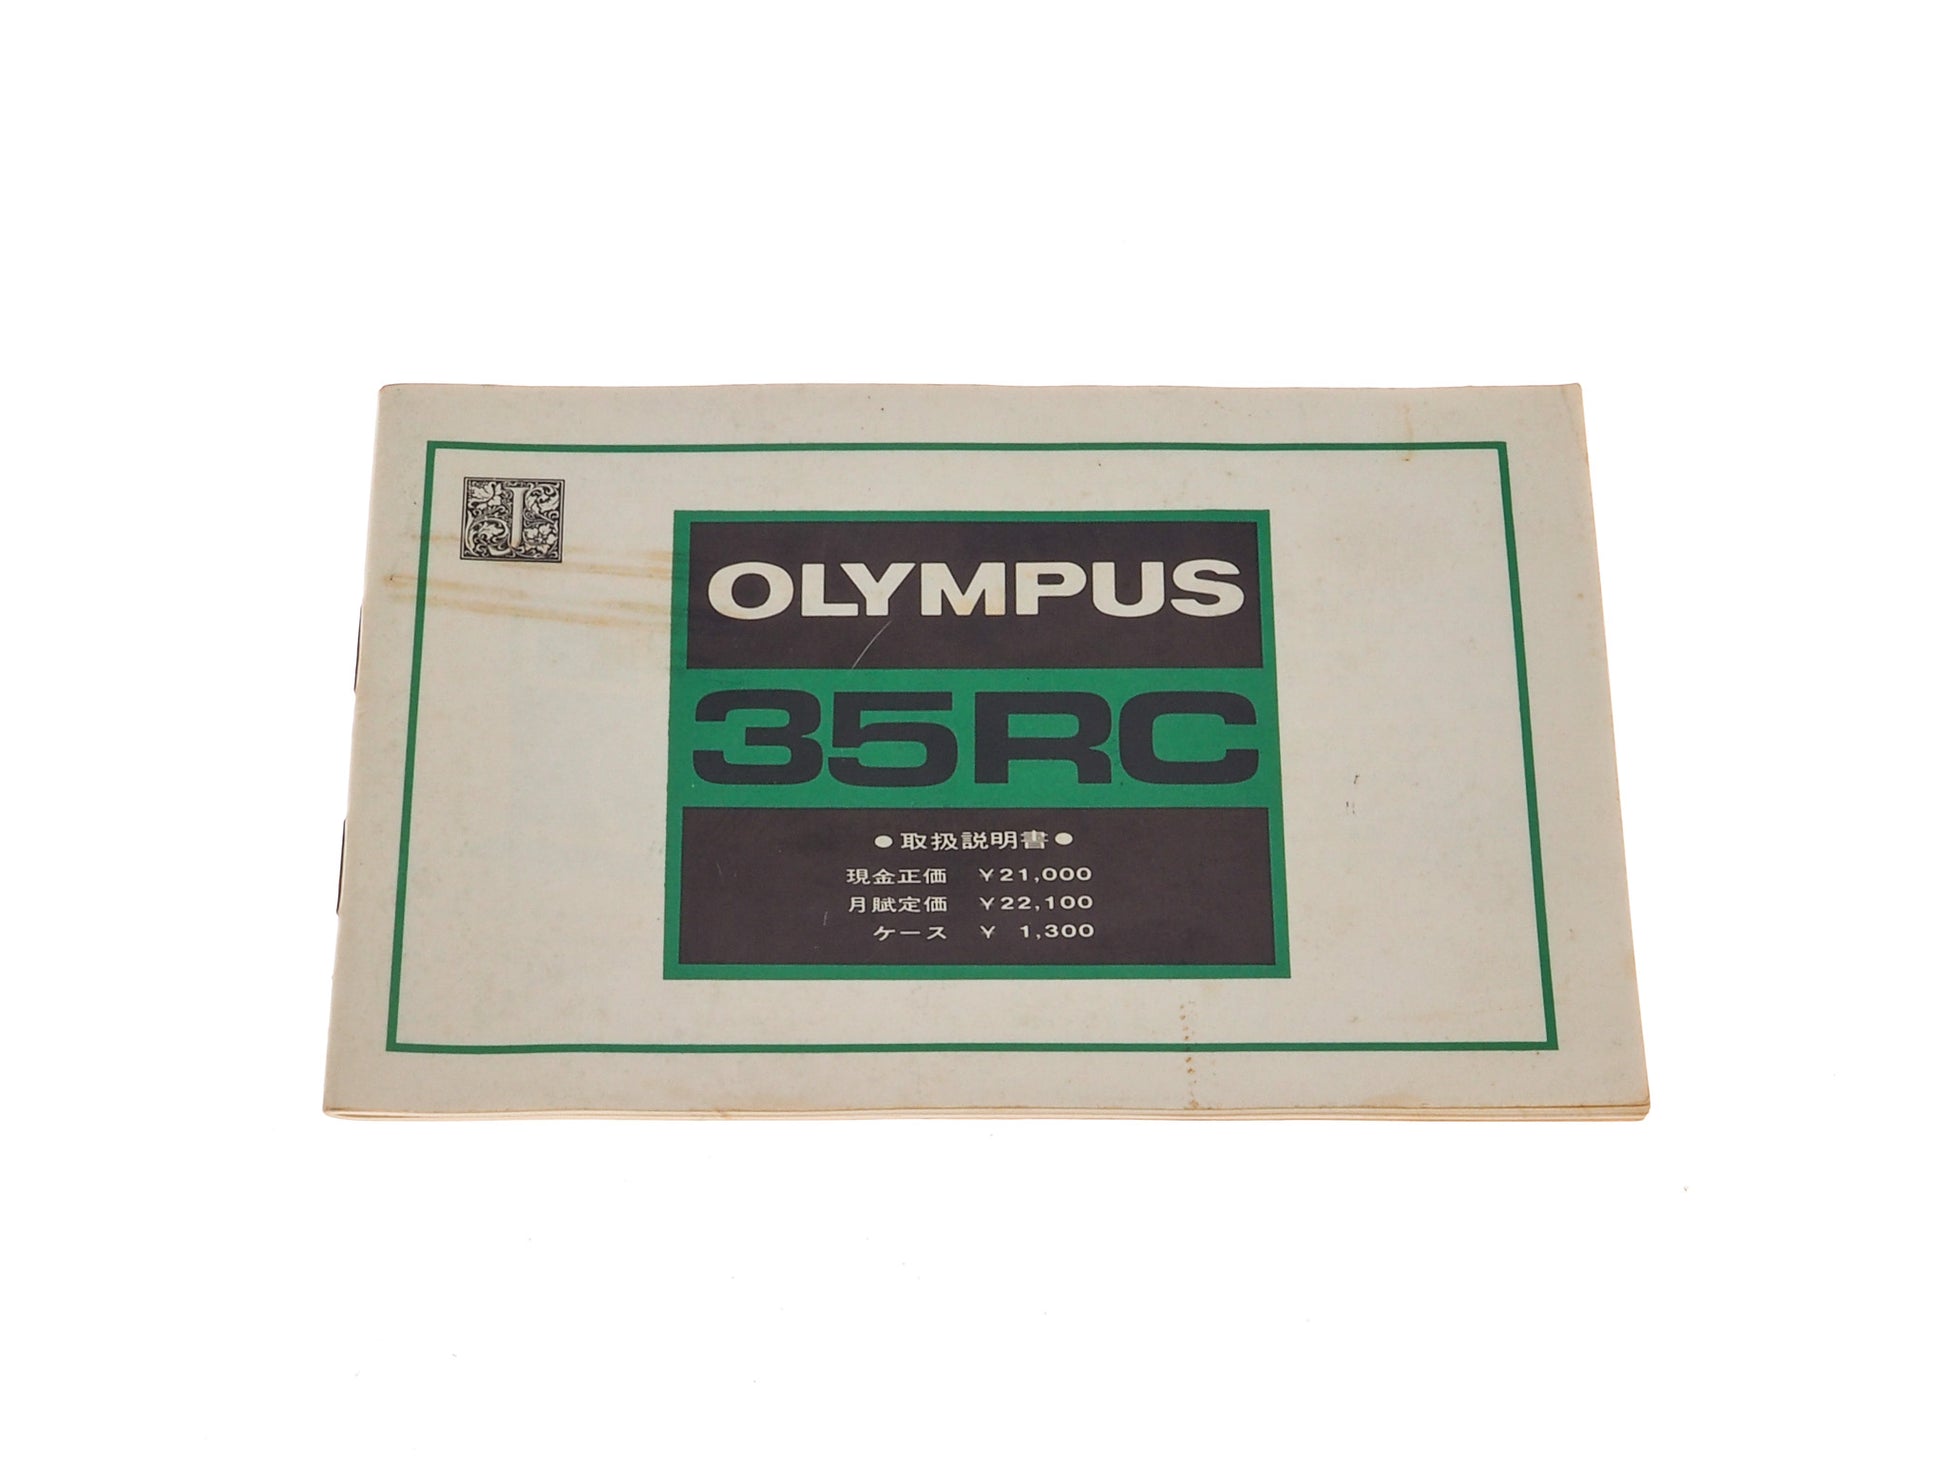 J
OLYMPUS
35RC
●取扱説明書●
現金正価 ¥21,000
月賦定価 ¥22,100
ケース ¥ 1,300